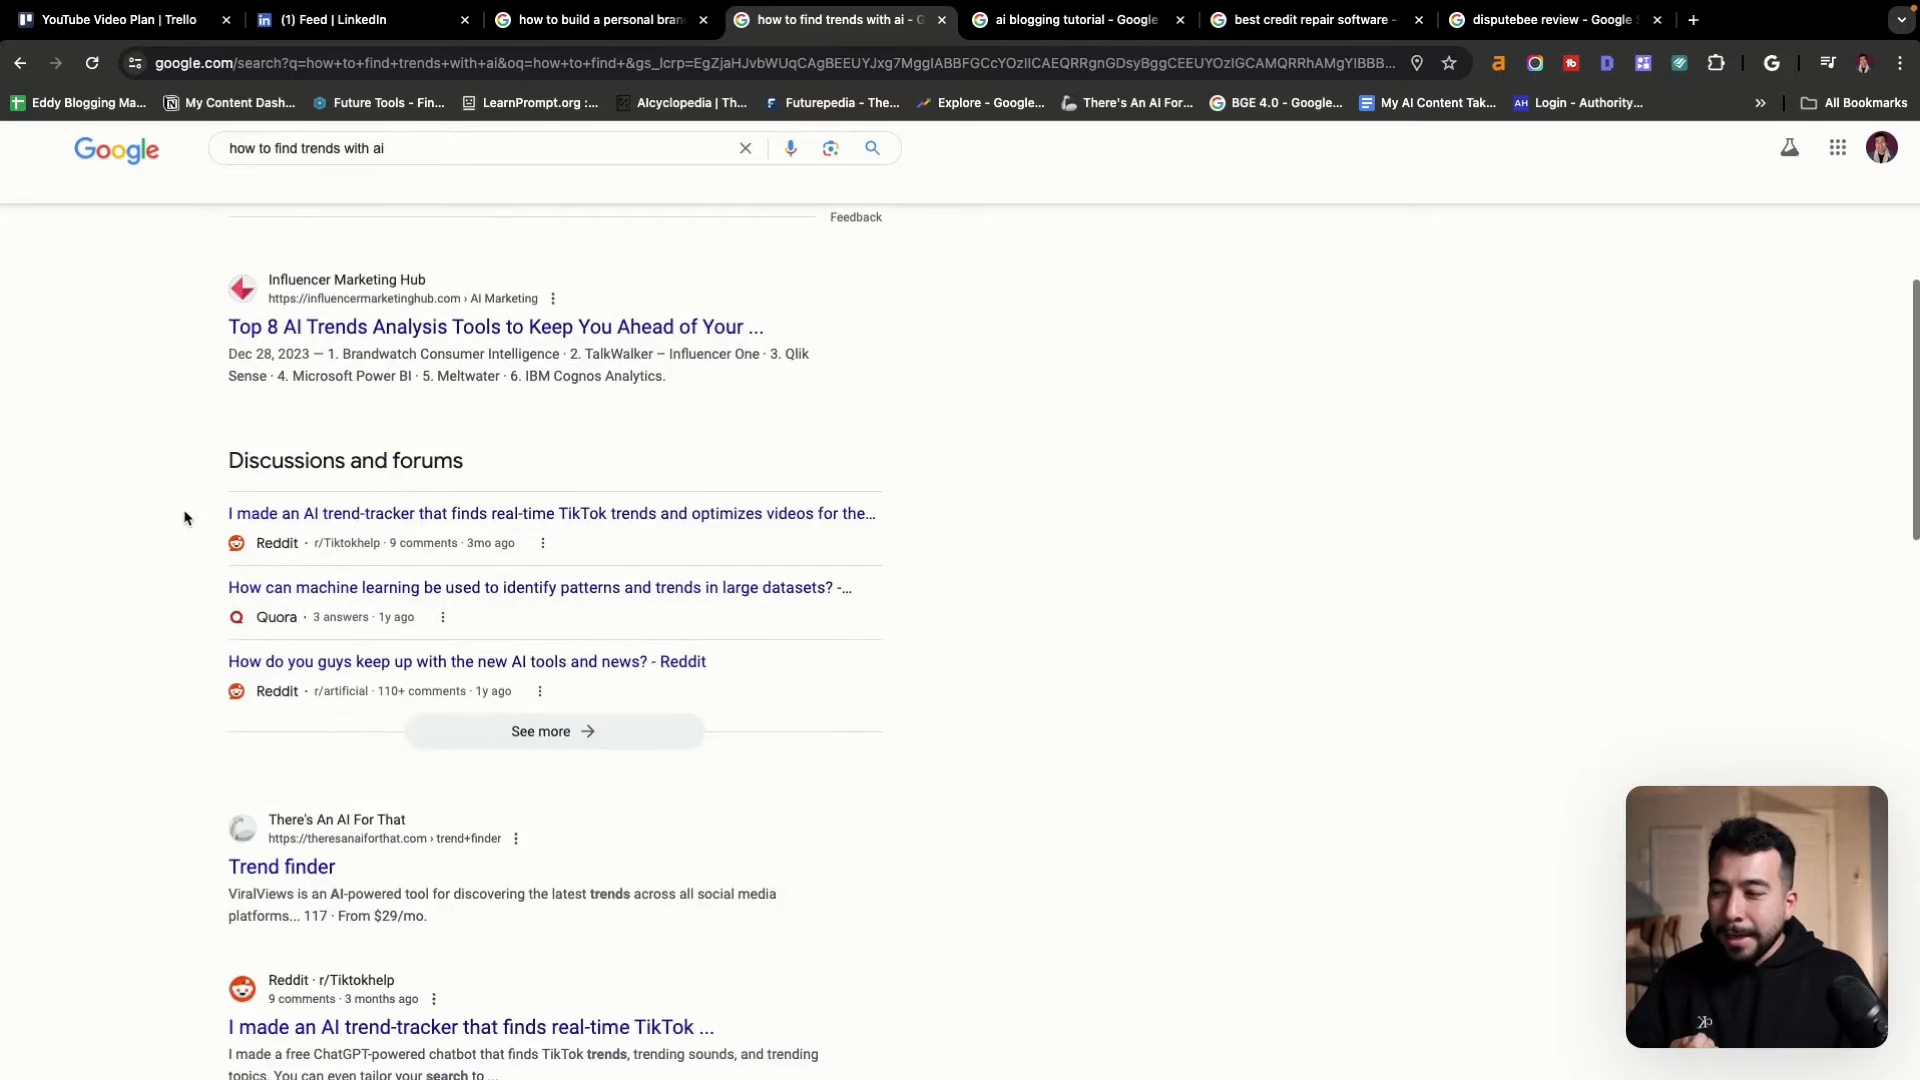 YouTube Video Plan | Trello
(1) Feed | LinkedIn
how to build a personal bran
how to find trends with ai - G
ai blogging tutorial - Google
best credit repair software -
disputebee review - Google S
google.com/search?q=how+to+find+trends+with+ai&oq=how+to+find+&gs_lcrp=EgZjaHJvbWUqCAgBEEUYJxg7MggIABBFGCcYOzIICAEQRRgnGDsyBggCEEUYOzIGCAMQRRhAMgYIBBB...
Eddy Blogging Ma...
My Content Dash...
Future Tools - Fin...
LearnPrompt.org :...
AIcyclopedia | Th...
Futurepedia - The...
Explore - Google...
There's An AI For...
BGE 4.0 - Google...
My AI Content Tak...
AH Login - Authority...
All Bookmarks
Google
how to find trends with ai
Feedback
Influencer Marketing Hub
https://influencermarketinghub.com › AI Marketing
Top 8 AI Trends Analysis Tools to Keep You Ahead of Your ...
Dec 28, 2023 — 1. Brandwatch Consumer Intelligence · 2. TalkWalker – Influencer One · 3. Qlik
Sense · 4. Microsoft Power BI · 5. Meltwater · 6. IBM Cognos Analytics.
Discussions and forums
I made an AI trend-tracker that finds real-time TikTok trends and optimizes videos for the...
Reddit · r/Tiktokhelp · 9 comments · 3mo ago
How can machine learning be used to identify patterns and trends in large datasets? -...
Quora · 3 answers · 1y ago
How do you guys keep up with the new AI tools and news? - Reddit
Reddit · r/artificial · 110+ comments · 1y ago
See more
There's An AI For That
https://theresanaiforthat.com › trend+finder
Trend finder
ViralViews is an AI-powered tool for discovering the latest trends across all social media
platforms... 117 · From $29/mo.
Reddit · r/Tiktokhelp
9 comments · 3 months ago
I made an AI trend-tracker that finds real-time TikTok ...
I made a free ChatGPT-powered chatbot that finds TikTok trends, trending sounds, and trending
topics. You can even tailor your search to ...